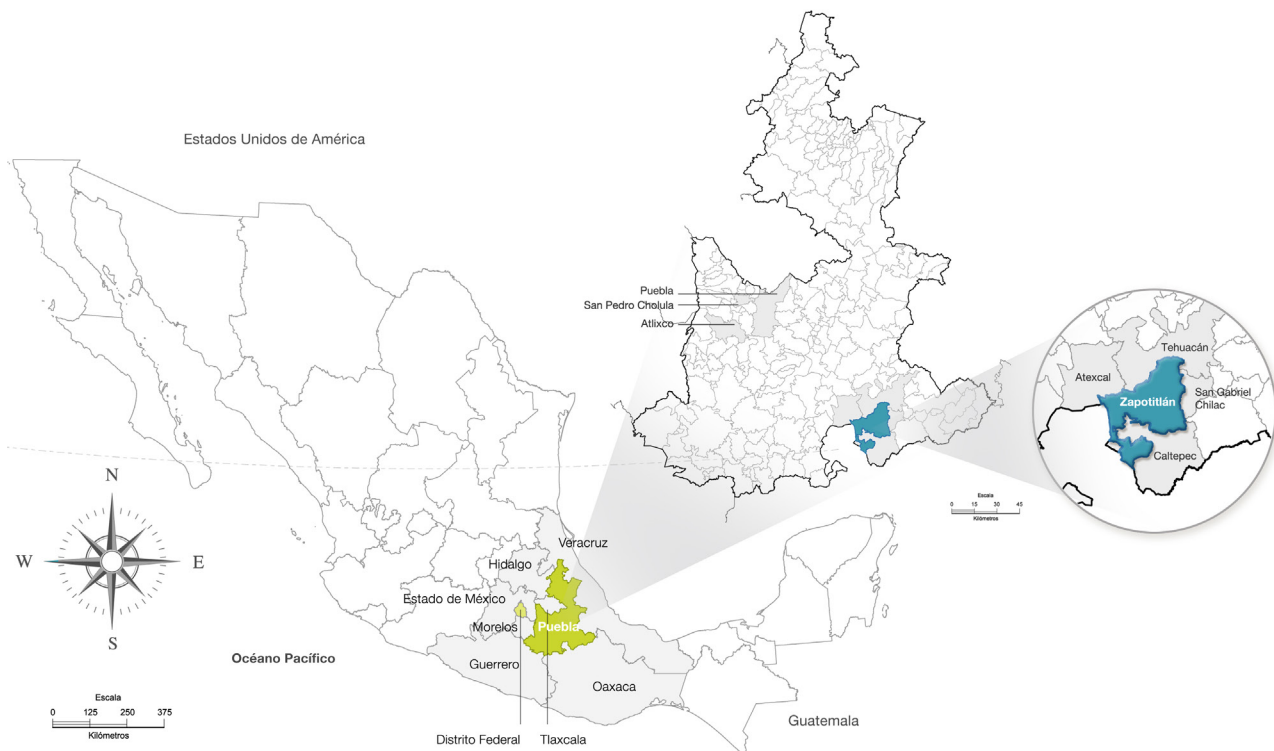 Estados Unidos de América
Puebla
San Pedro Cholula
Atlixco
Tehuacán
Atexcal
Zapotitlán
San Gabriel
Chilac
Caltepec
Escala
0 15 30 45
Kilómetros
N
W
E
S
Veracruz
Hidalgo
Estado de México
Morelos
Puebla
Guerrero
Oaxaca
Océano Pacífico
Guatemala
Distrito Federal
Tlaxcala
Escala
0 125 250 375
Kilómetros